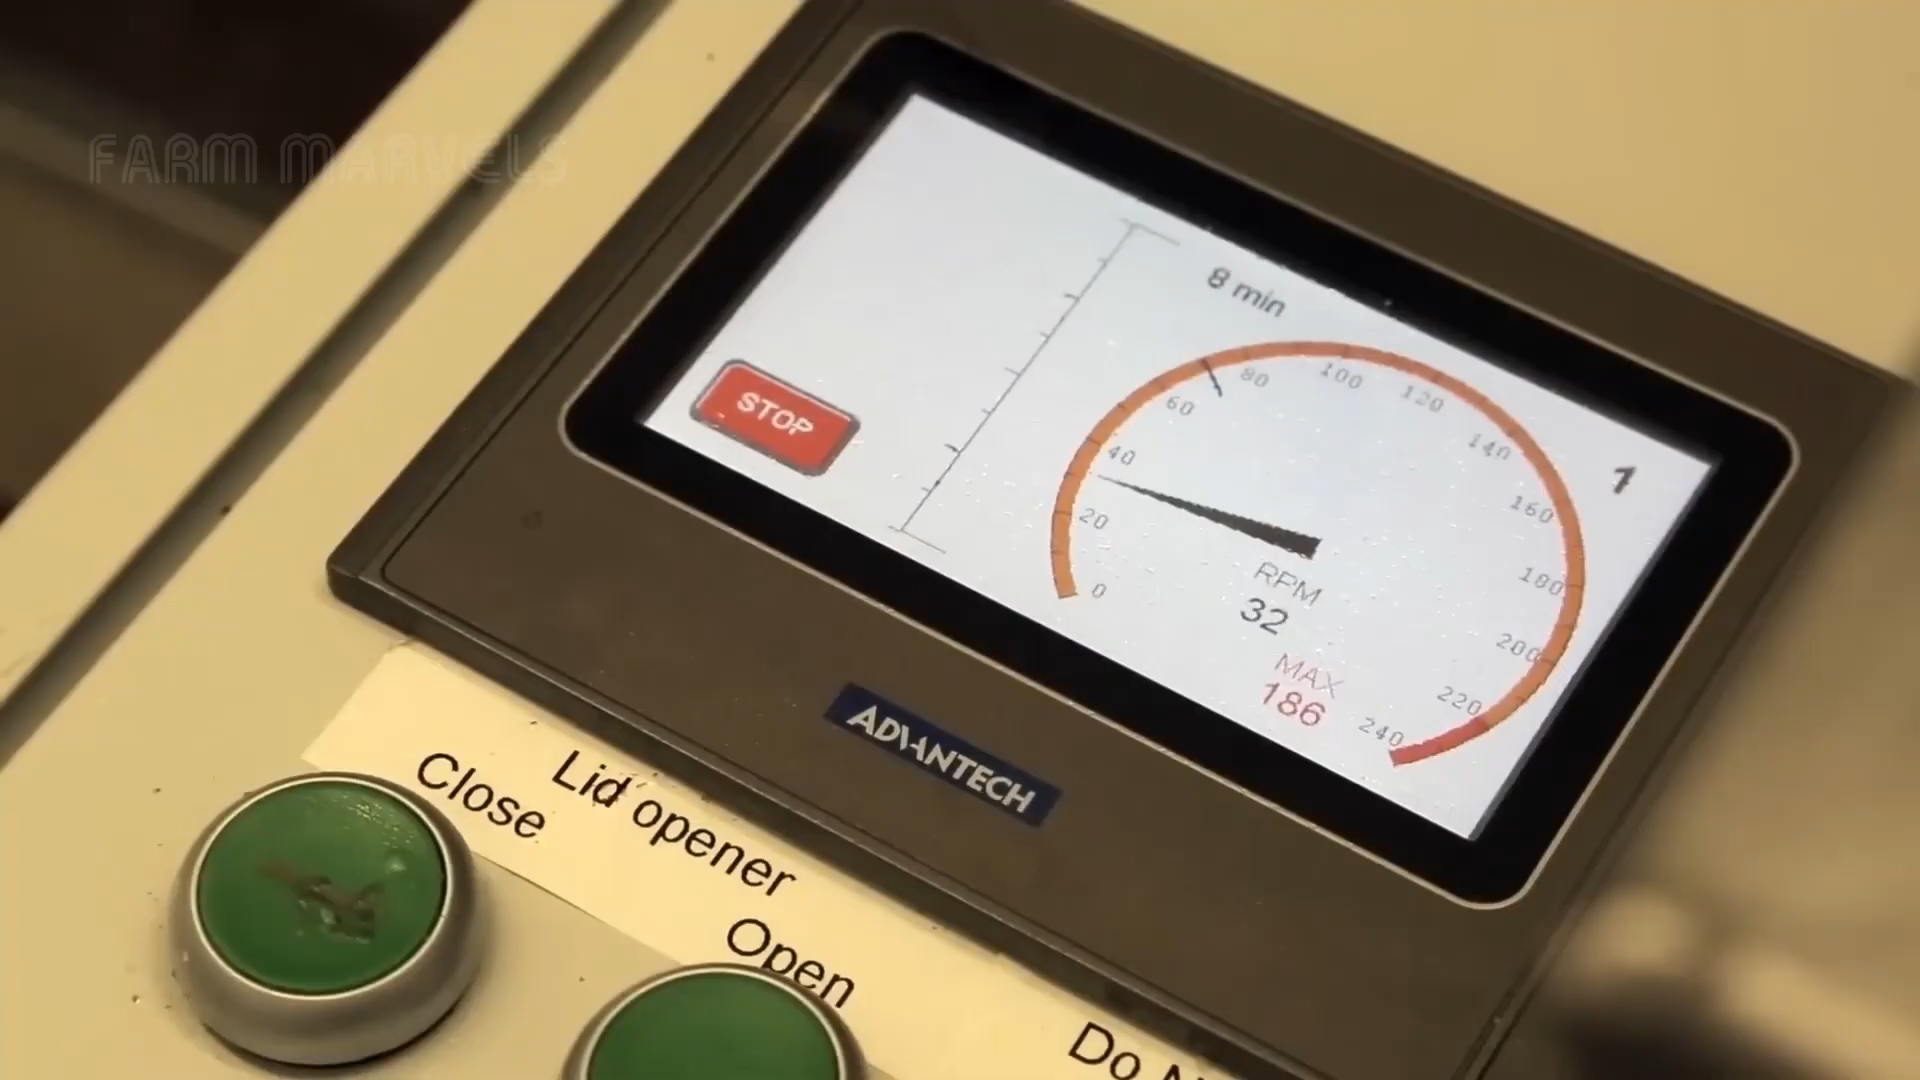 FARM MARVELS
8 min
STOP
0
20
40
60
80
100
120
140
160
180
200
220
240
1
RPM
32
MAX
186
ADVANTECH
Lid opener
Close
Open
Do